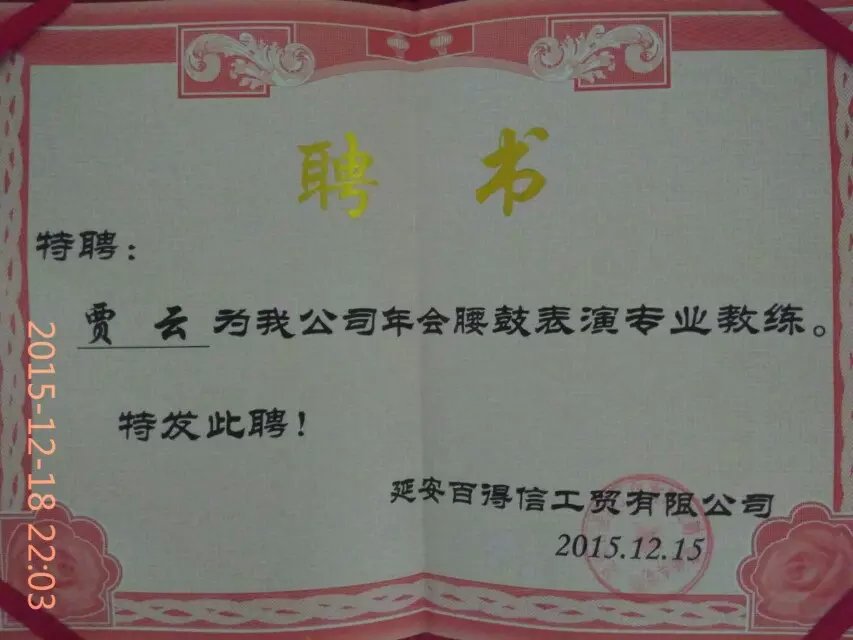 聘书
特聘：
贾云为我公司年会腰鼓表演专业教练。
特发此聘！
延安百得信工贸有限公司
2015.12.15
2015-12-18 22:03